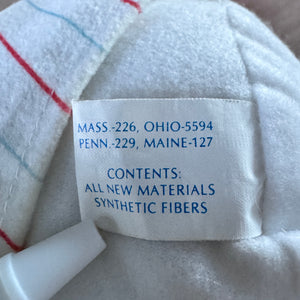 MASS.-226, OHIO-5594
PENN.-229, MAINE-127
CONTENTS:
ALL NEW MATERIALS
SYNTHETIC FIBERS